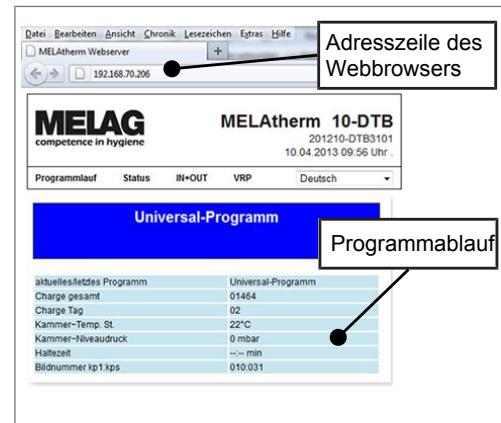 Datei Bearbeiten Ansicht Chronik Lesezeichen Extras Hilfe
Adresszeile des
Webbrowsers
MELAtherm Webserver +
192.168.70.206
MELAG
competence in hygiene
MELAtherm 10-DTB
201210-DTB3101
10.04.2013 09:56 Uhr .
Programmlauf Status IN+OUT VRP Deutsch
Universal-Programm
Programmablauf
aktuelles/letztes Programm Universal-Programm
Charge gesamt 01464
Charge Tag 02
Kammer-Temp. St. 22°C
Kammer-Niveaudruck 0 mbar
Haltezeit --:-- min
Bildnummer kp1:kps 010:031